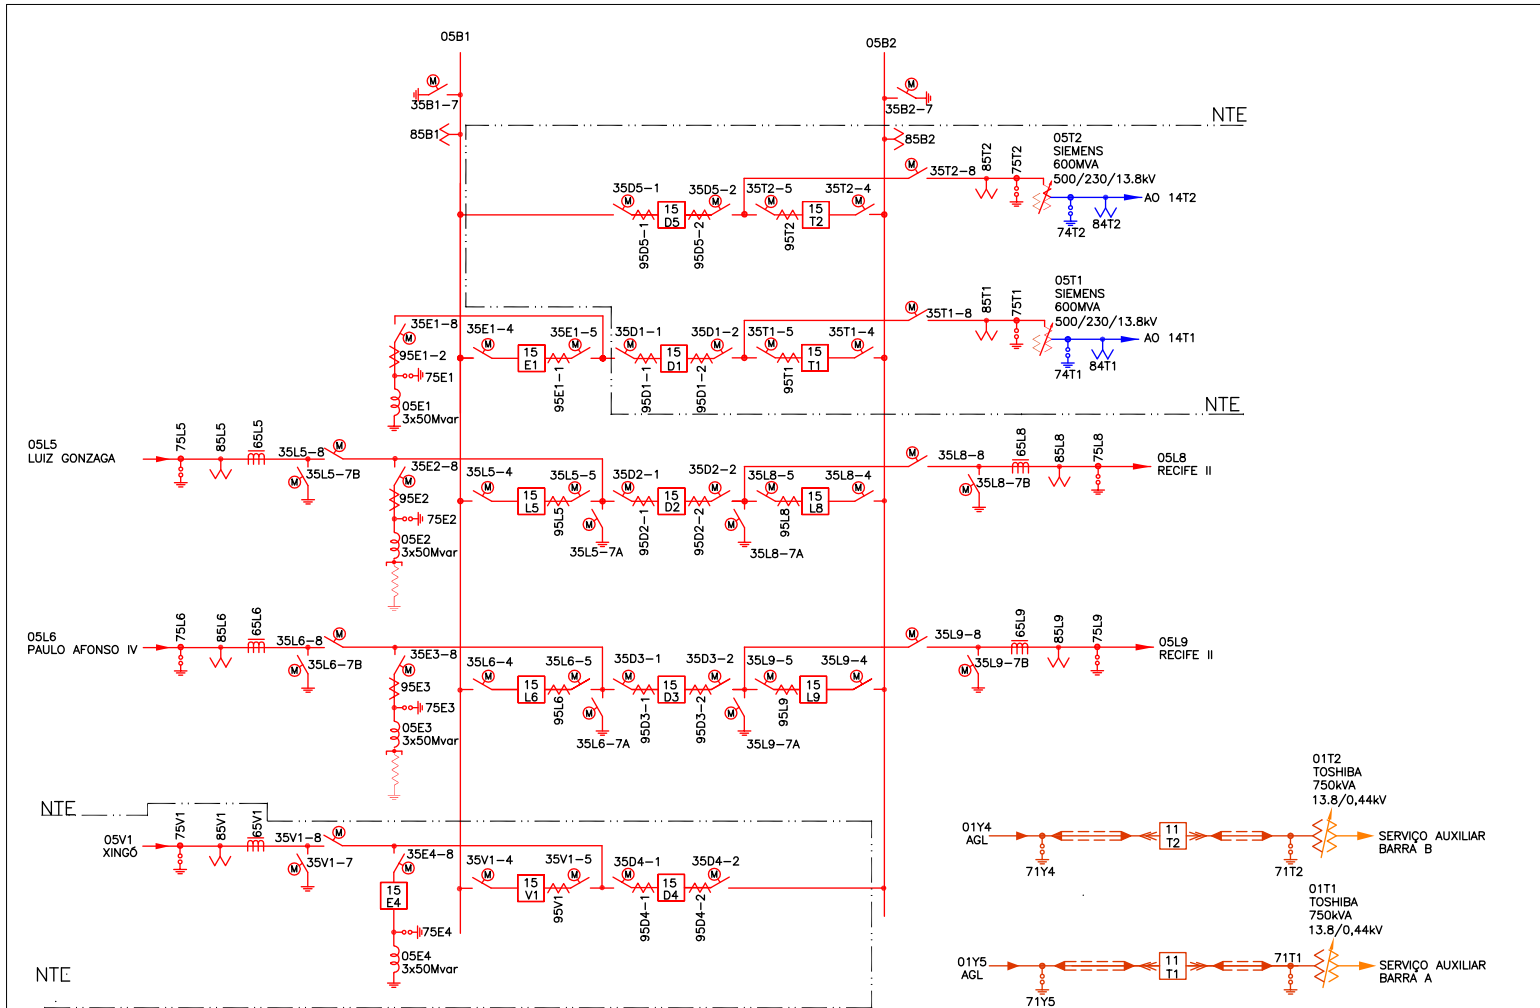 05B1
05B2
M
M
35B1-7
35B2-7
85B1
85B2
NTE
M
35T2-8
85T2
75T2
05T2
SIEMENS
600MVA
500/230/13.8kV
AO 14T2
74T2
84T2
35D5-1
35D5-2
35T2-5
35T2-4
M
M
M
M
15
D5
15
T2
95D5-1
95D5-2
95T2
M
35T1-8
85T1
75T1
05T1
SIEMENS
600MVA
500/230/13.8kV
AO 14T1
74T1
84T1
35E1-8
35E1-4
35E1-5
35D1-1
35D1-2
35T1-5
35T1-4
M
M
M
M
M
M
M
95E1-2
15
E1
15
D1
15
T1
75E1
95E1-1
95D1-1
95D1-2
95T1
05E1
3x50Mvar
NTE
05L5
LUIZ GONZAGA
75L5
85L5
65L5
35L5-8
M
35L5-7B
M
35E2-8
35L5-4
35L5-5
35D2-1
35D2-2
35L8-5
35L8-4
M
M
M
M
M
M
M
M
35L8-8
65L8
85L8
75L8
05L8
RECIFE II
M
35L8-7B
95E2
15
L5
15
D2
15
L8
75E2
95L5
95D2-1
95D2-2
95L8
M
M
05E2
3x50Mvar
35L5-7A
35L8-7A
05L6
PAULO AFONSO IV
75L6
85L6
65L6
35L6-8
M
35L6-7B
M
35E3-8
35L6-4
35L6-5
35D3-1
35D3-2
35L9-5
35L9-4
M
M
M
M
M
M
M
M
35L9-8
65L9
85L9
75L9
05L9
RECIFE II
M
35L9-7B
95E3
15
L6
15
D3
15
L9
75E3
95L6
95D3-1
95D3-2
95L9
M
M
05E3
3x50Mvar
35L6-7A
35L9-7A
NTE
05V1
XINGÓ
75V1
85V1
65V1
35V1-8
M
35V1-7
M
35E4-8
35V1-4
35V1-5
35D4-1
35D4-2
M
M
M
M
M
15
E4
15
V1
15
D4
95V1
95D4-1
95D4-2
75E4
05E4
3x50Mvar
NTE
01T2
TOSHIBA
750kVA
13.8/0,44kV
01Y4
AGL
71Y4
11
T2
71T2
SERVIÇO AUXILIAR
BARRA B
01T1
TOSHIBA
750kVA
13.8/0,44kV
01Y5
AGL
71Y5
11
T1
71T1
SERVIÇO AUXILIAR
BARRA A